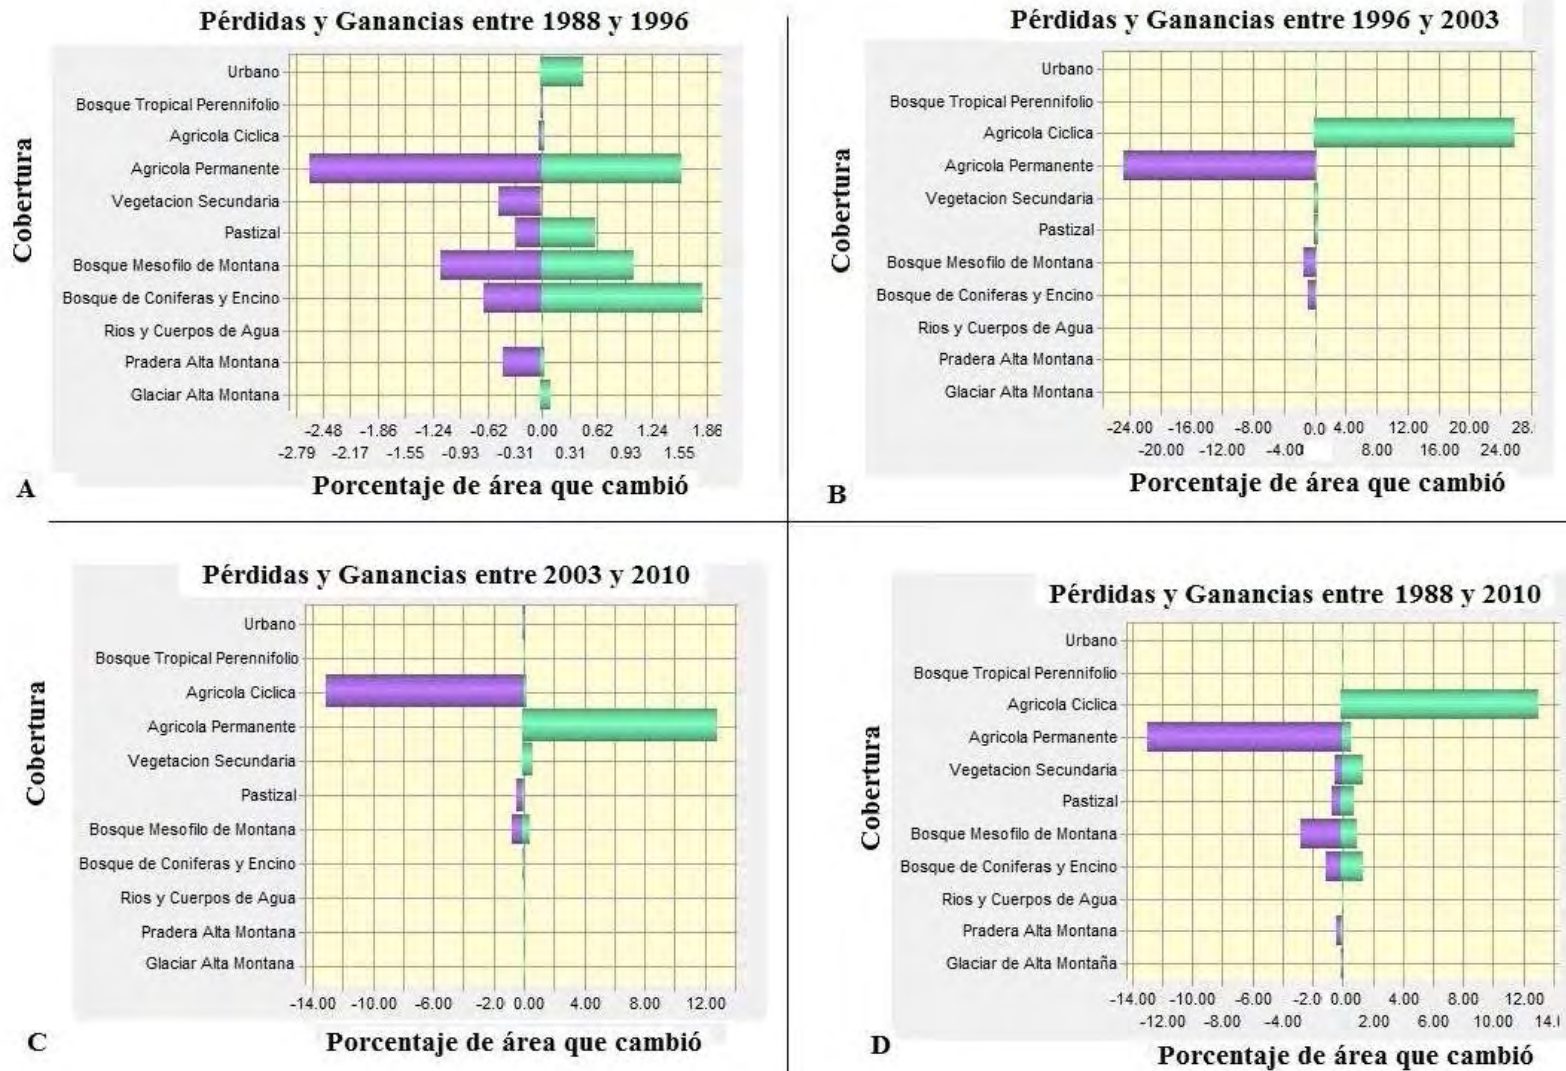 Pérdidas y Ganancias entre 1988 y 1996
Cobertura
Urbano
Bosque Tropical Perennifolio
Agricola Ciclica
Agricola Permanente
Vegetacion Secundaria
Pastizal
Bosque Mesofilo de Montana
Bosque de Coniferas y Encino
Rios y Cuerpos de Agua
Pradera Alta Montana
Glaciar Alta Montana
-2.48 -1.86 -1.24 -0.62 0.00 0.62 1.24 1.86
-2.79 -2.17 -1.55 -0.93 -0.31 0.31 0.93 1.55
Porcentaje de área que cambió
A
Pérdidas y Ganancias entre 1996 y 2003
Cobertura
Urbano
Bosque Tropical Perennifolio
Agricola Ciclica
Agricola Permanente
Vegetacion Secundaria
Pastizal
Bosque Mesofilo de Montana
Bosque de Coniferas y Encino
Rios y Cuerpos de Agua
Pradera Alta Montana
Glaciar Alta Montana
-24.00 -16.00 -8.00 0.0 4.00 12.00 20.00 28.
-20.00 -12.00 -4.00 8.00 16.00 24.00
Porcentaje de área que cambió
B
Pérdidas y Ganancias entre 2003 y 2010
Cobertura
Urbano
Bosque Tropical Perennifolio
Agricola Ciclica
Agricola Permanente
Vegetacion Secundaria
Pastizal
Bosque Mesofilo de Montana
Bosque de Coniferas y Encino
Rios y Cuerpos de Agua
Pradera Alta Montana
Glaciar Alta Montana
-14.00 -10.00 -6.00 -2.0 0.00 4.00 8.00 12.00
Porcentaje de área que cambió
C
Pérdidas y Ganancias entre 1988 y 2010
Cobertura
Urbano
Bosque Tropical Perennifolio
Agricola Ciclica
Agricola Permanente
Vegetacion Secundaria
Pastizal
Bosque Mesofilo de Montana
Bosque de Coniferas y Encino
Rios y Cuerpos de Agua
Pradera Alta Montana
Glaciar de Alta Montaña
-14.00 -10.00 -6.00 -2.0 0.00 4.00 8.00 12.00
-12.00 -8.00 -4.00 2.00 6.00 10.00 14.
Porcentaje de área que cambió
D